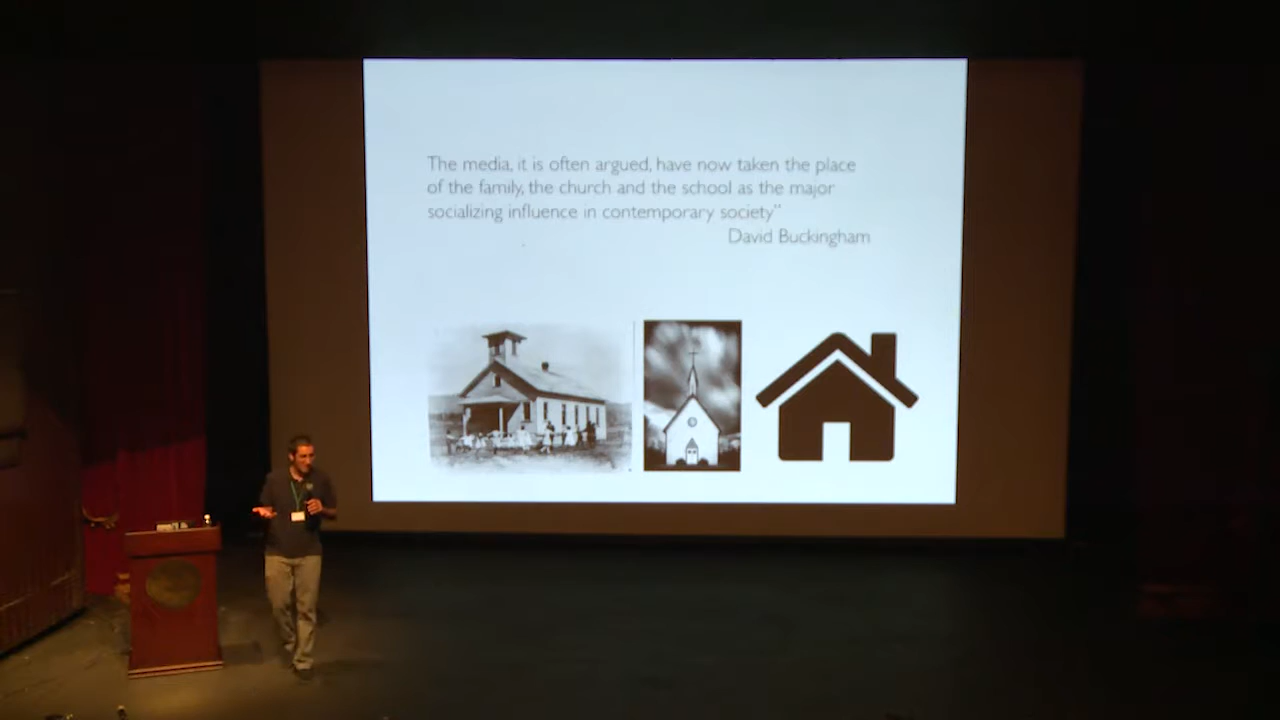 The media, it is often argued, have now taken the place
of the family, the church and the school as the major
socializing influence in contemporary society"
David Buckingham